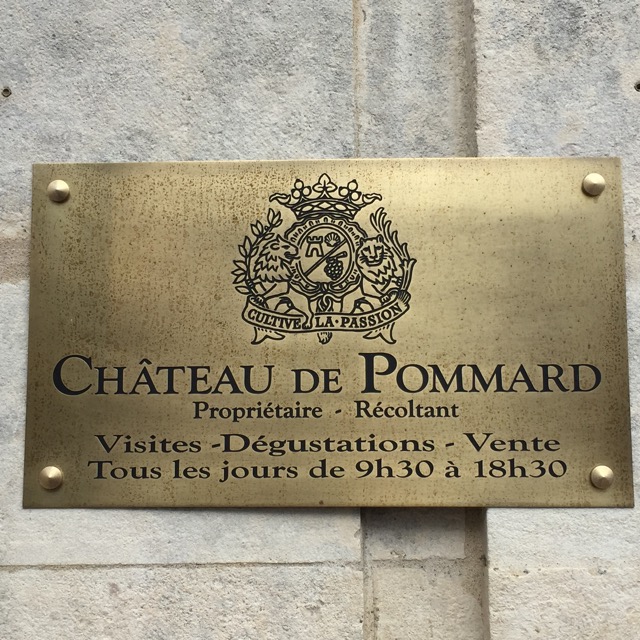 CULTIVE LA·PASSION
CHÂTEAU DE POMMARD
Propriétaire - Récoltant
Visites -Dégustations - Vente
Tous les jours de 9h30 à 18h30